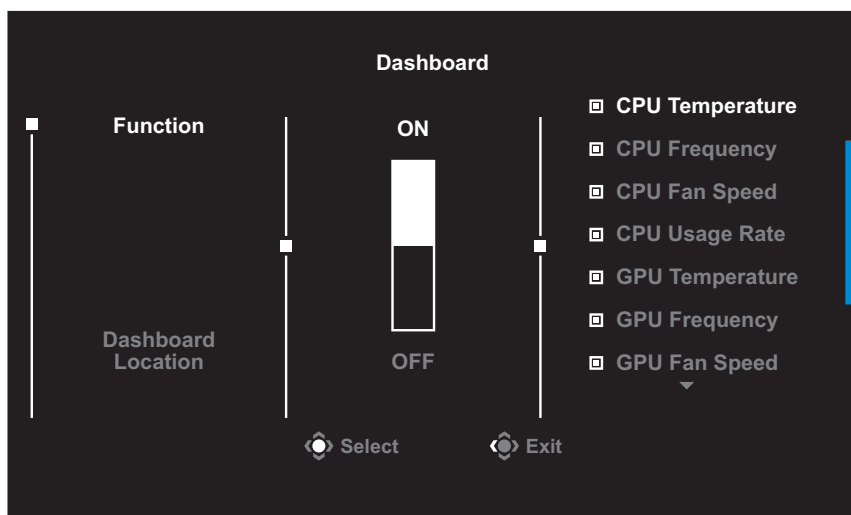 Dashboard
Function
Dashboard
Location
ON
OFF
CPU Temperature
CPU Frequency
CPU Fan Speed
CPU Usage Rate
GPU Temperature
GPU Frequency
GPU Fan Speed
Select
Exit